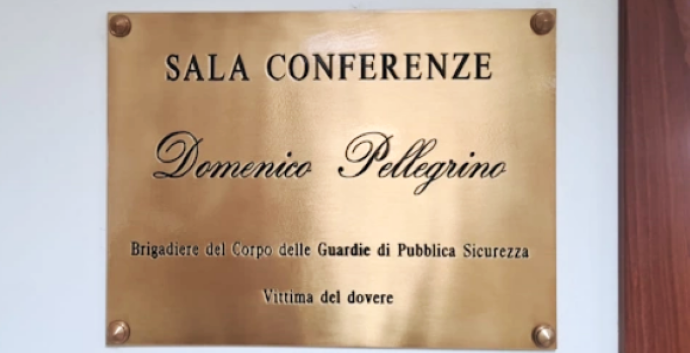 SALA CONFERENZE
Domenico Pellegrino
Brigadiere del Corpo delle Guardie di Pubblica Sicurezza
Vittima del dovere